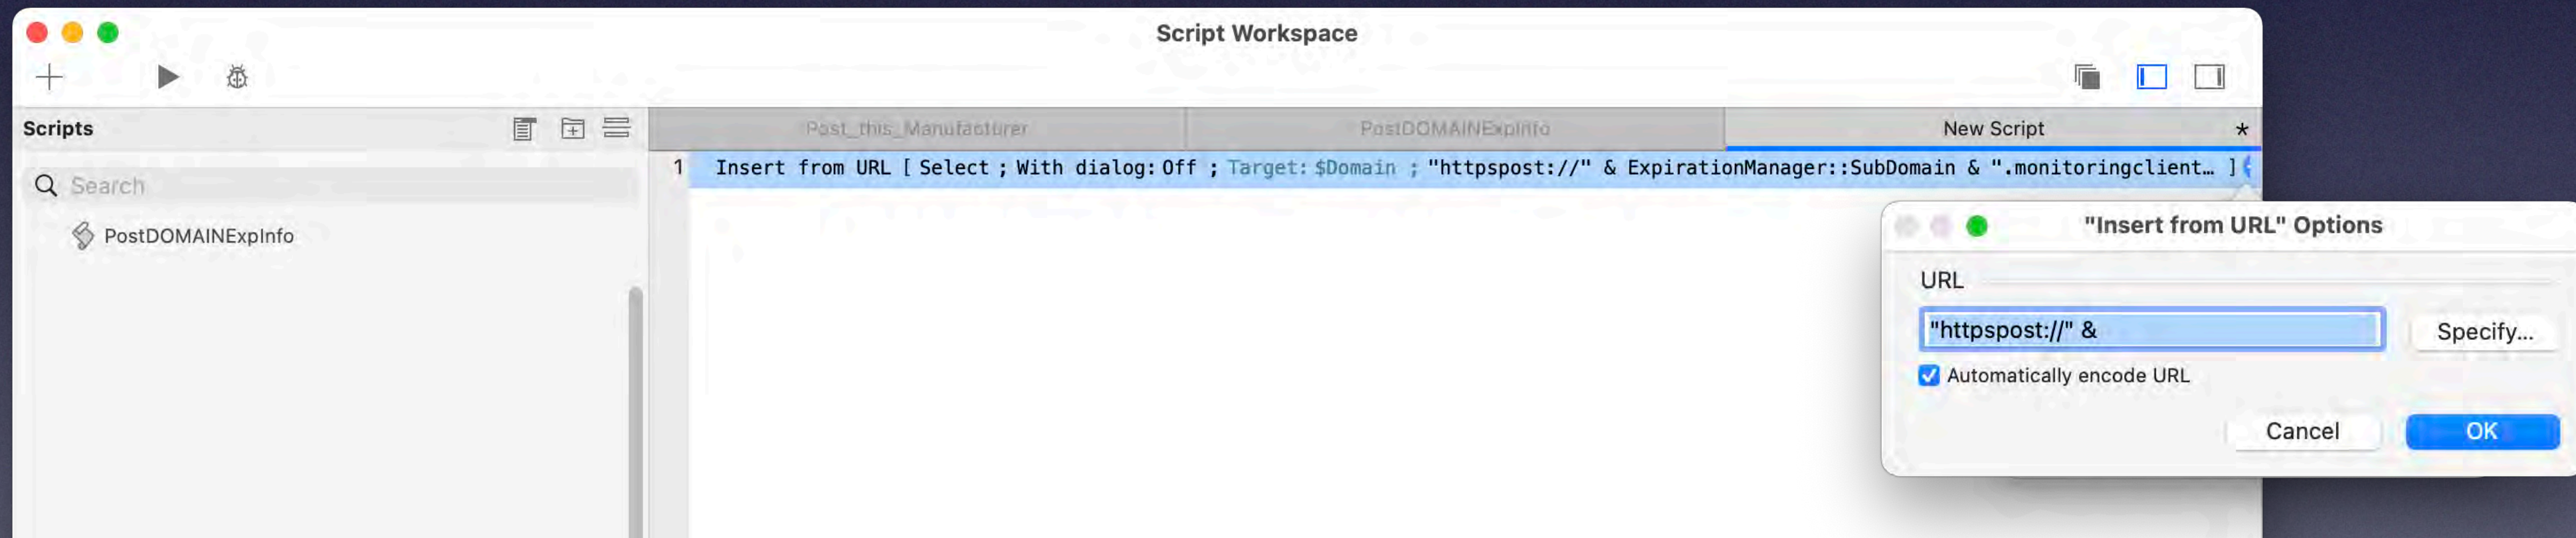 Script Workspace
Scripts
Post_this_Manufacturer
PostDOMAINExpInfo
New Script
*
Search
1 Insert from URL [ Select ; With dialog: Off ; Target: $Domain ; "httpspost://" & ExpirationManager::SubDomain & ".monitoringclient… ]
PostDOMAINExpInfo
"Insert from URL" Options
URL
"httpspost://" &
Specify...
Automatically encode URL
Cancel
OK